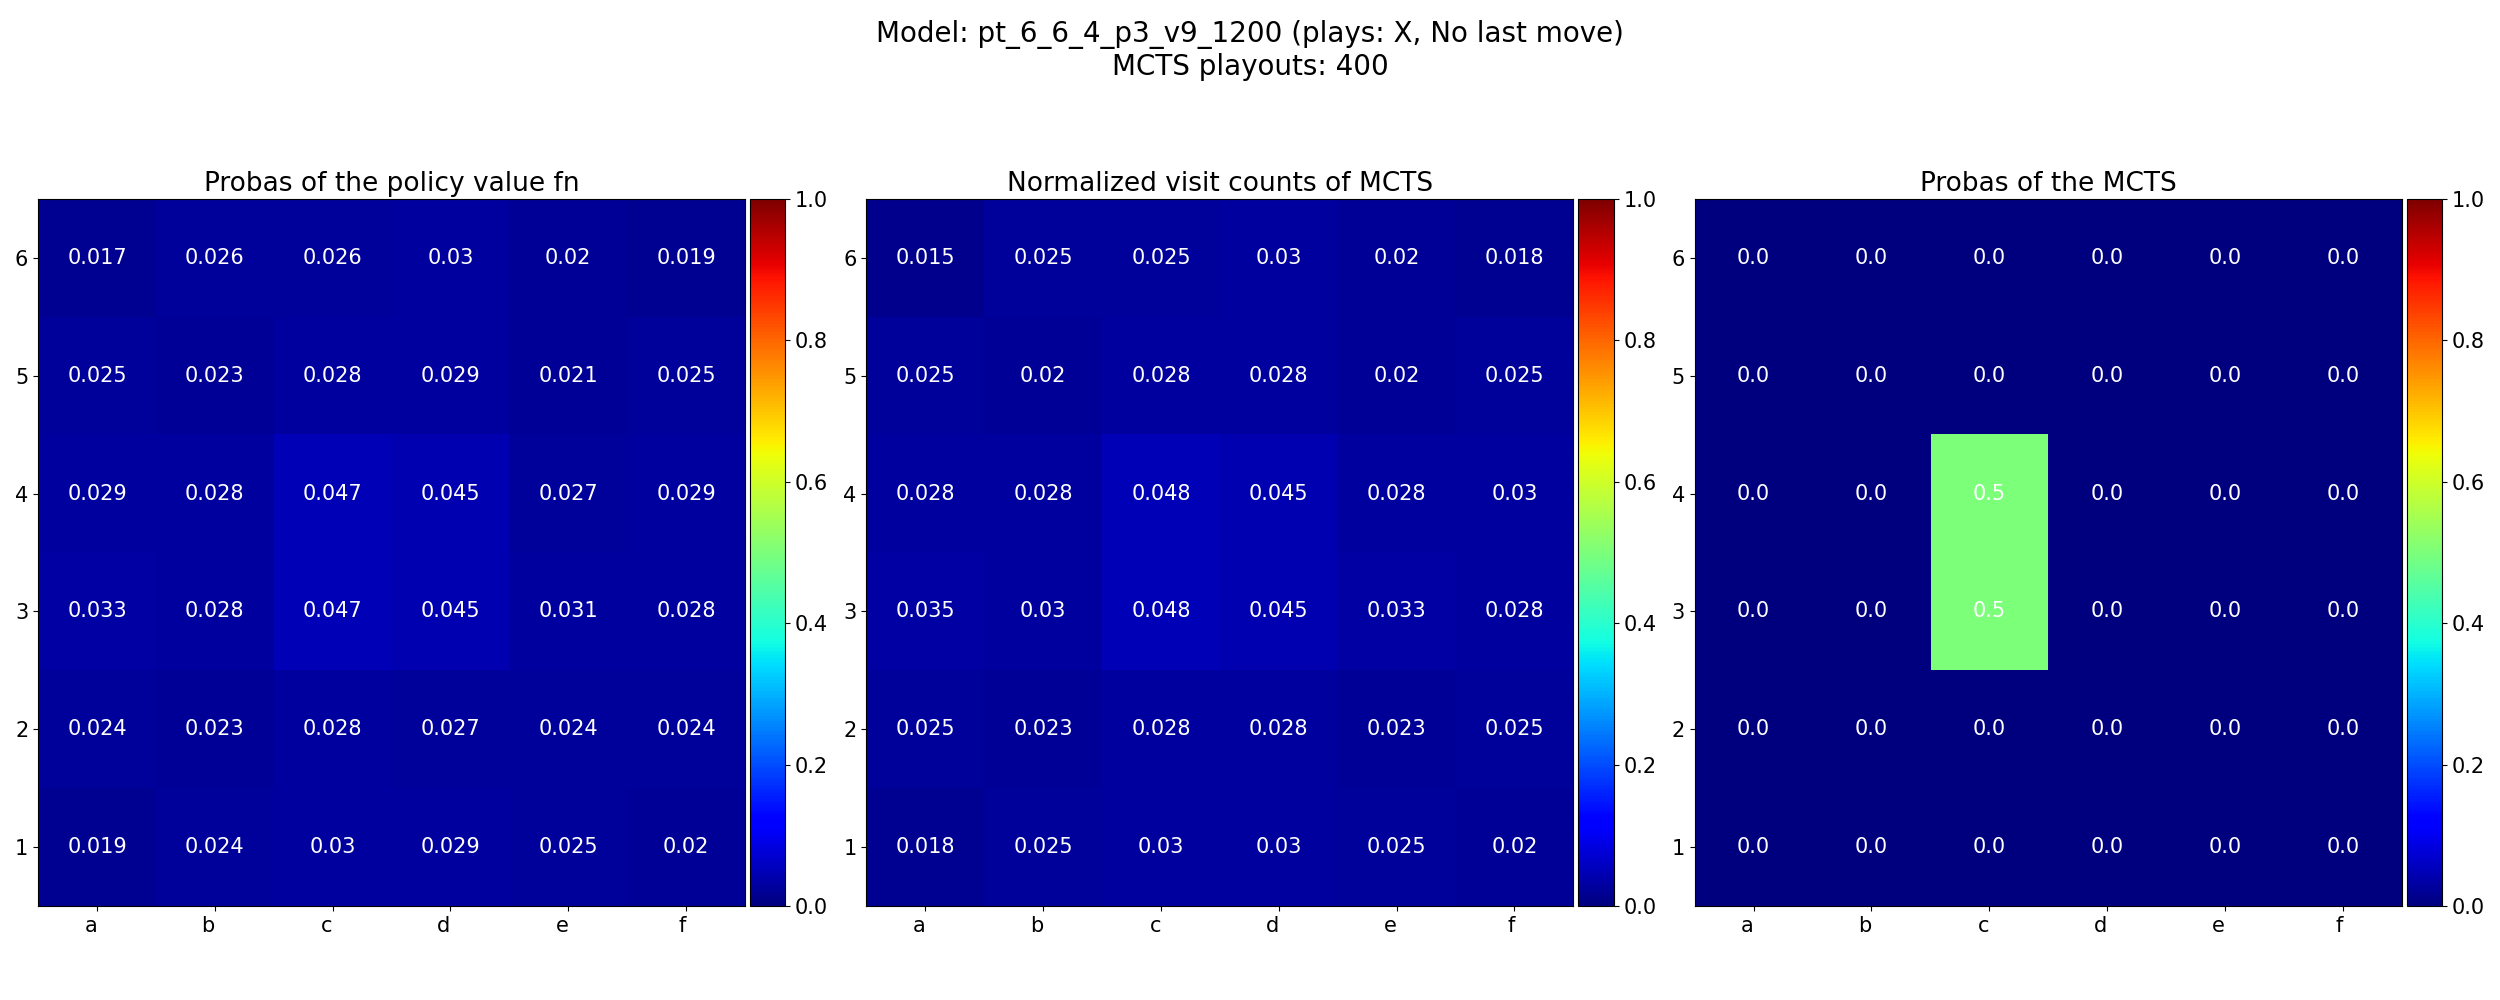 Model: pt_6_6_4_p3_v9_1200 (plays: X, No last move)
MCTS playouts: 400
Probas of the policy value fn
6 0.017 0.026 0.026 0.03 0.02 0.019
5 0.025 0.023 0.028 0.029 0.021 0.025
4 0.029 0.028 0.047 0.045 0.027 0.029
3 0.033 0.028 0.047 0.045 0.031 0.028
2 0.024 0.023 0.028 0.027 0.024 0.024
1 0.019 0.024 0.03 0.029 0.025 0.02
a b c d e f
1.0
0.8
0.6
0.4
0.2
0.0
Normalized visit counts of MCTS
6 0.015 0.025 0.025 0.03 0.02 0.018
5 0.025 0.02 0.028 0.028 0.02 0.025
4 0.028 0.028 0.048 0.045 0.028 0.03
3 0.035 0.03 0.048 0.045 0.033 0.028
2 0.025 0.023 0.028 0.028 0.023 0.025
1 0.018 0.025 0.03 0.03 0.025 0.02
a b c d e f
1.0
0.8
0.6
0.4
0.2
0.0
Probas of the MCTS
6 0.0 0.0 0.0 0.0 0.0 0.0
5 0.0 0.0 0.0 0.0 0.0 0.0
4 0.0 0.0 0.5 0.0 0.0 0.0
3 0.0 0.0 0.5 0.0 0.0 0.0
2 0.0 0.0 0.0 0.0 0.0 0.0
1 0.0 0.0 0.0 0.0 0.0 0.0
a b c d e f
1.0
0.8
0.6
0.4
0.2
0.0